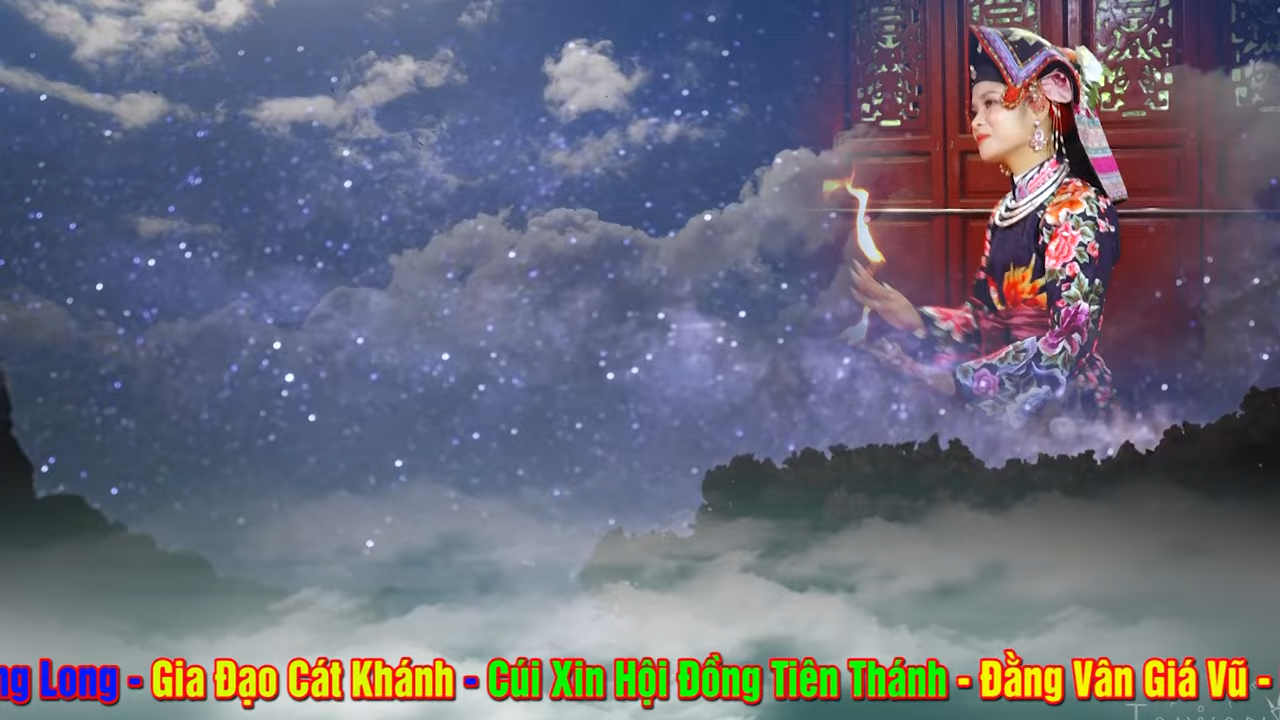 ng Long - Gia Đạo Cát Khánh - Cúi Xin Hội Đồng Tiên Thánh - Đằng Vân Giá Vũ -